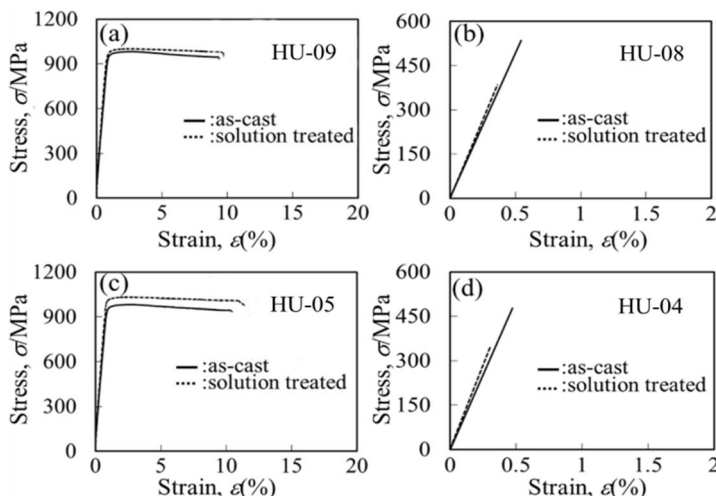 (a)
HU-09
1200
900
600
300
0
Stress, σ/MPa
:as-cast
:solution treated
0 5 10 15 20
Strain, ε(%)
(b)
HU-08
600
450
300
150
0
Stress, σ/MPa
:as-cast
:solution treated
0 0.5 1 1.5 2
Strain, ε(%)
(c)
HU-05
1200
900
600
300
0
Stress, σ/MPa
:as-cast
:solution treated
0 5 10 15 20
Strain, ε(%)
(d)
HU-04
600
450
300
150
0
Stress, σ/MPa
:as-cast
:solution treated
0 0.5 1 1.5 2
Strain, ε(%)